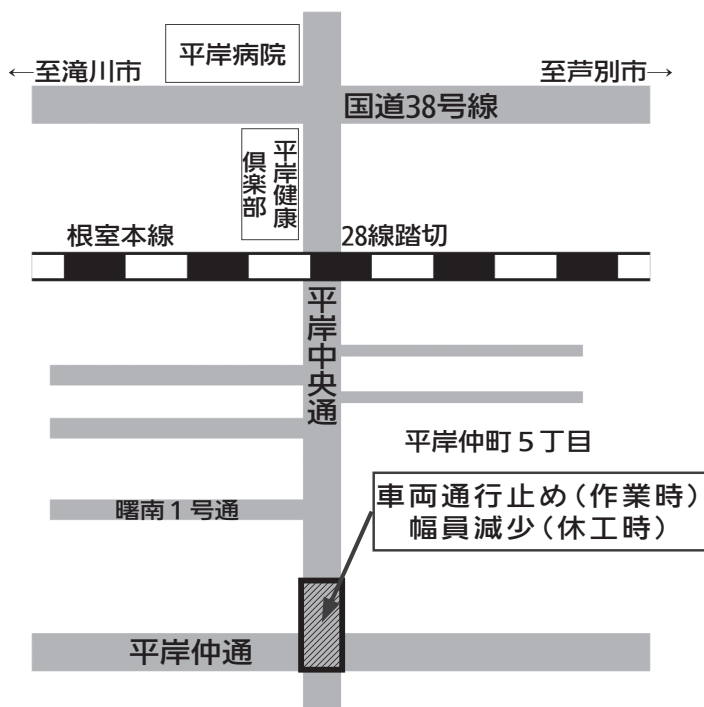 平岸病院
←至滝川市
至芦別市→
国道38号線
平岸健康
倶楽部
根室本線
28線踏切
平岸中央通
平岸仲町5丁目
車両通行止め(作業時)
幅員減少(休工時)
曙南1号通
平岸仲通